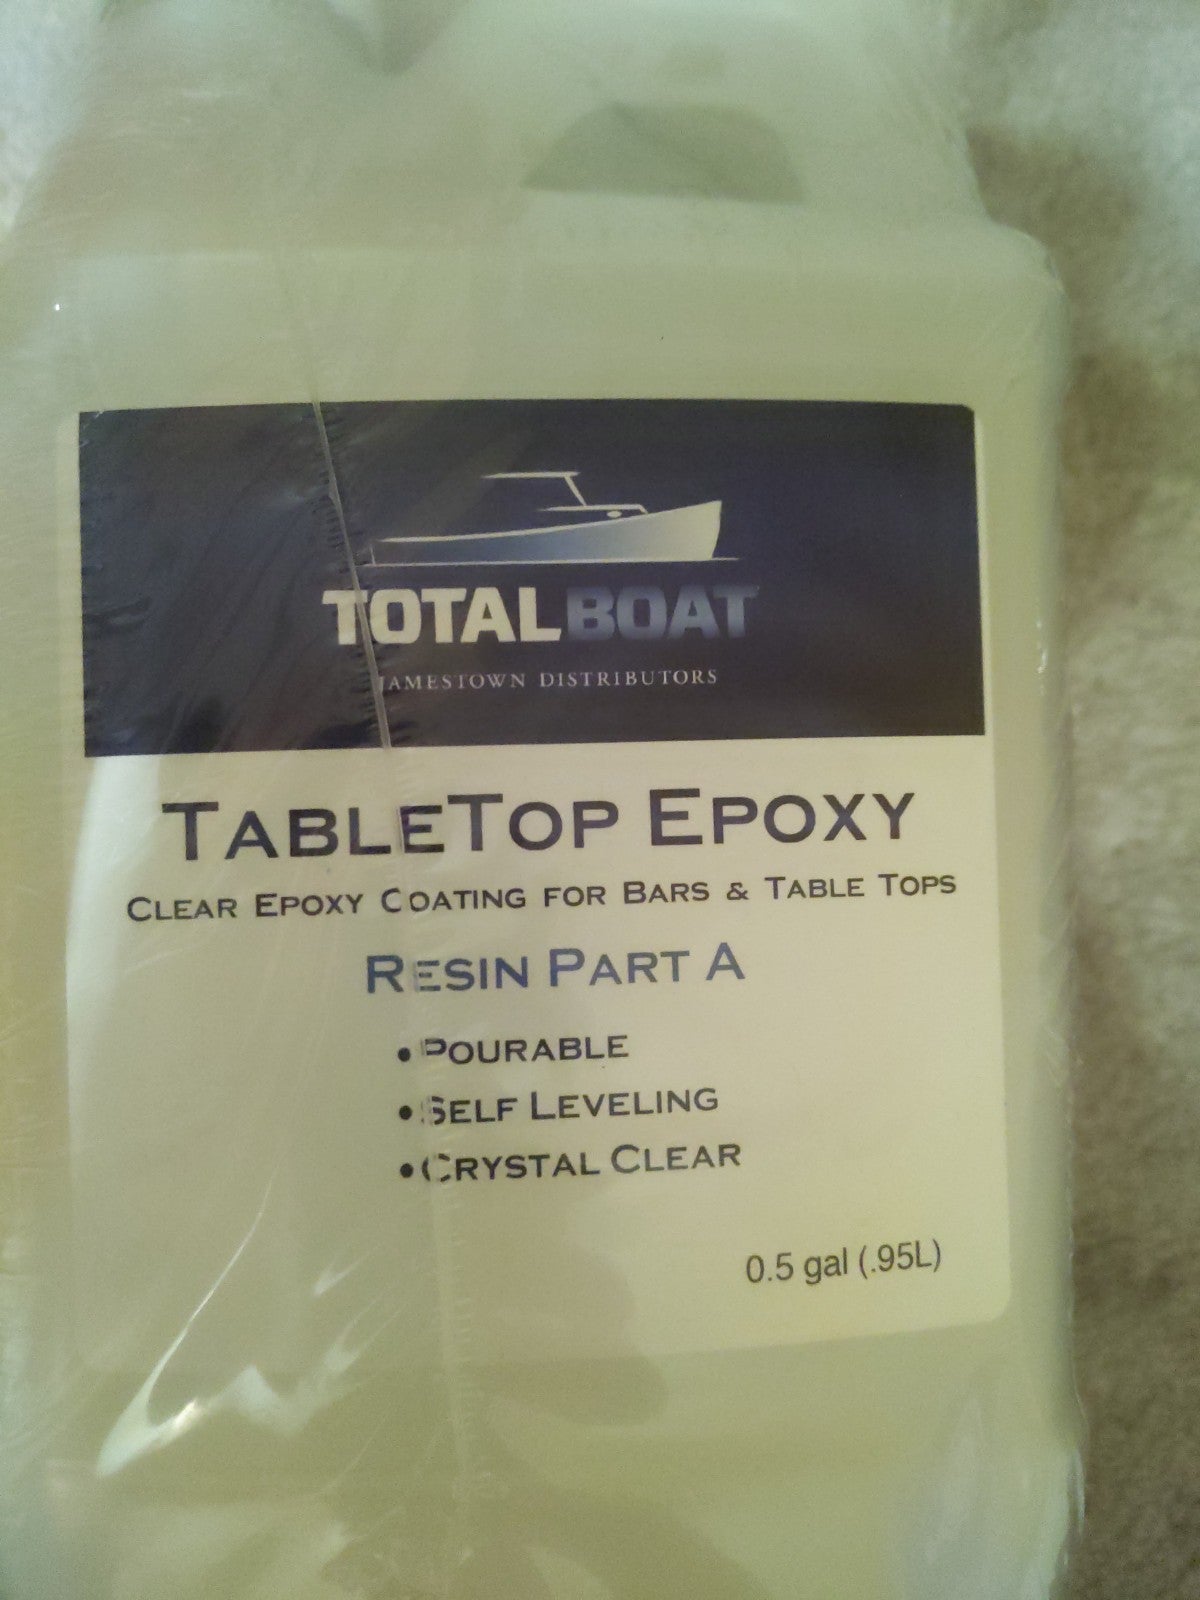 TOTALBOAT
JAMESTOWN DISTRIBUTORS
TABLETOP EPOXY
CLEAR EPOXY COATING FOR BARS & TABLE TOPS
RESIN PART A
• POURABLE
• SELF LEVELING
• CRYSTAL CLEAR
0.5 gal (.95L)